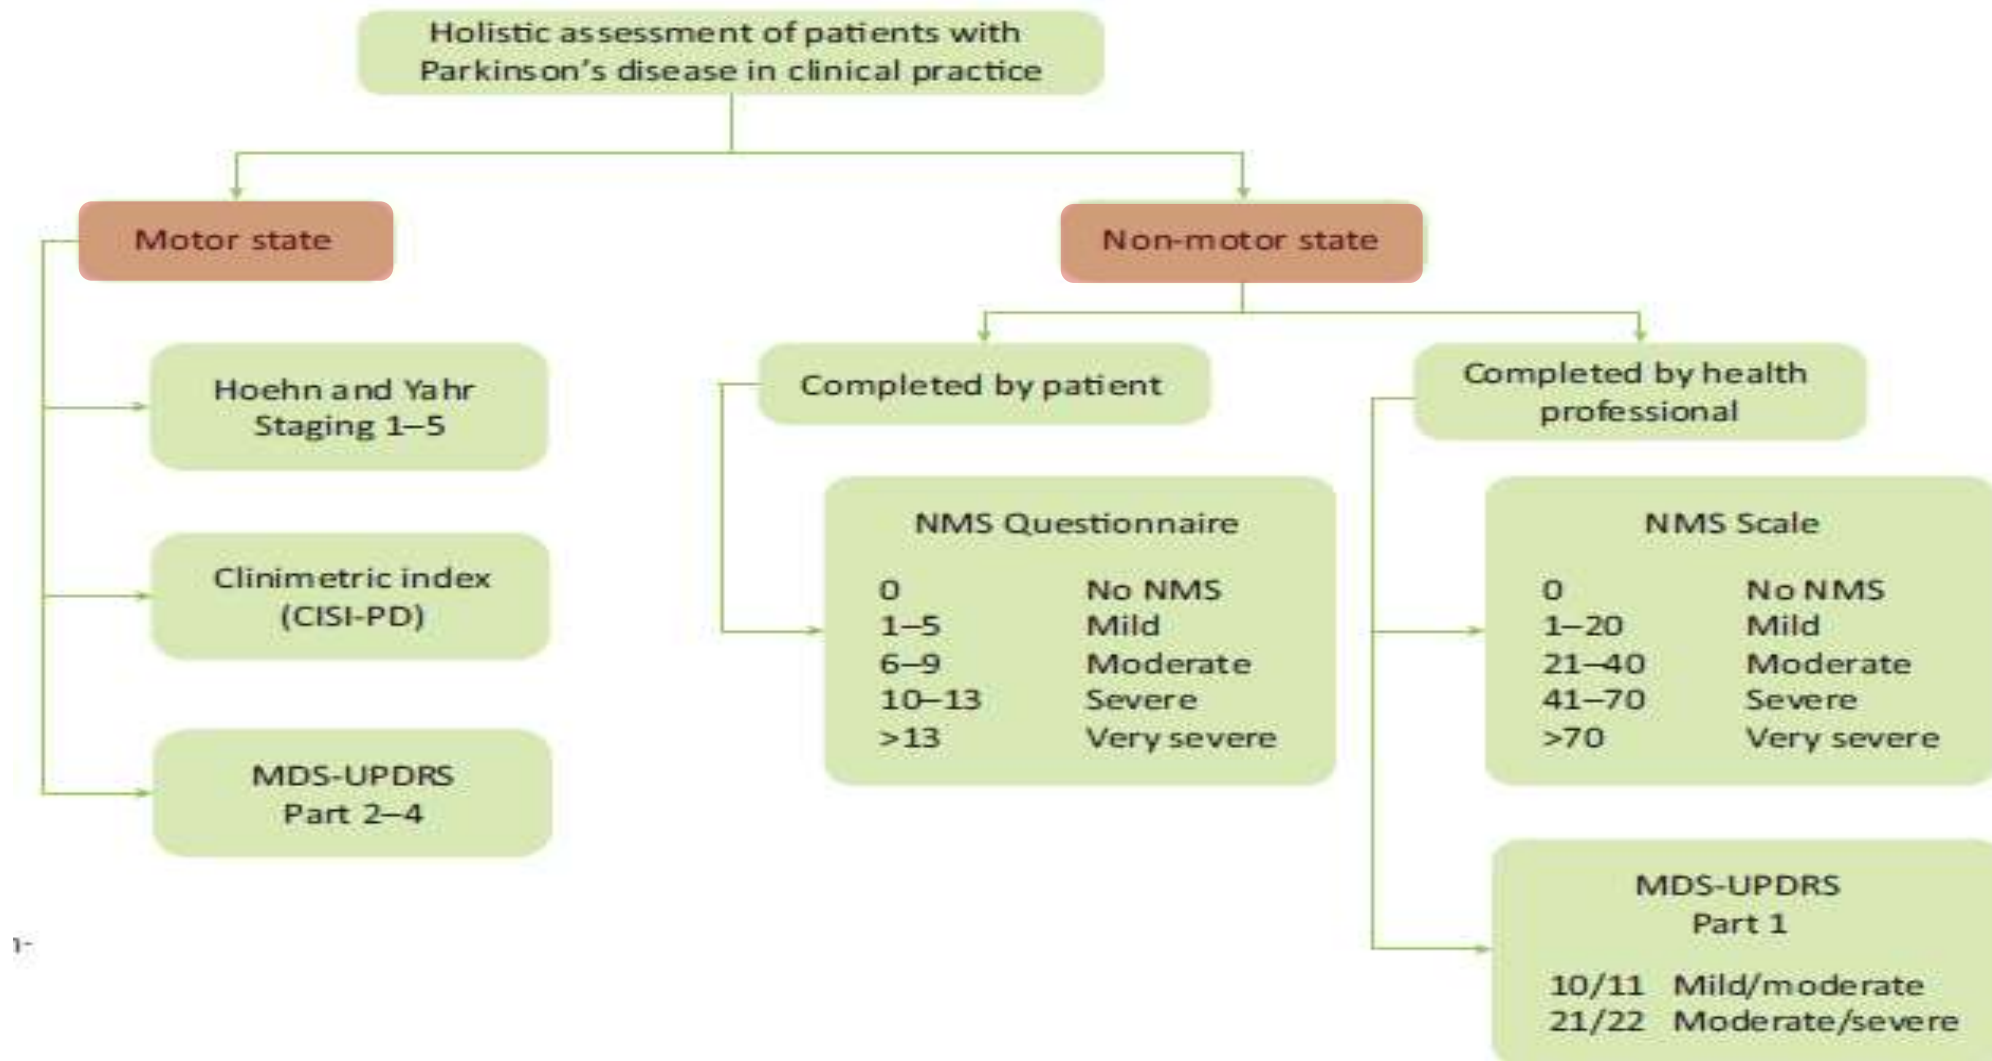 Holistic assessment of patients with
Parkinson's disease in clinical practice
Motor state
Non-motor state
Hoehn and Yahr
Staging 1–5
Clinimetric index
(CISI-PD)
MDS-UPDRS
Part 2–4
Completed by patient
NMS Questionnaire
0 No NMS
1–5 Mild
6–9 Moderate
10–13 Severe
>13 Very severe
Completed by health
professional
NMS Scale
0 No NMS
1–20 Mild
21–40 Moderate
41–70 Severe
>70 Very severe
MDS-UPDRS
Part 1
10/11 Mild/moderate
21/22 Moderate/severe